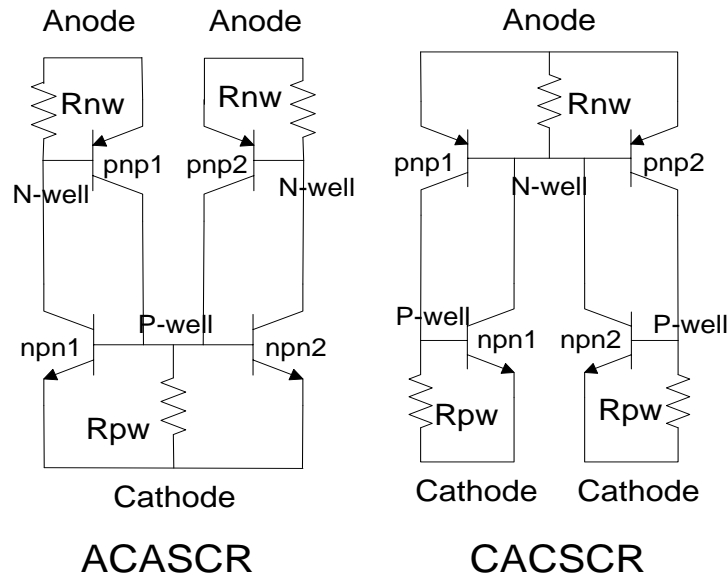 Anode Anode
Rnw Rnw
pnp1 pnp2
N-well N-well
P-well
npn1 npn2
Rpw
Cathode
ACASCR
Anode
Rnw
pnp1 pnp2
N-well
P-well P-well
npn1 npn2
Rpw Rpw
Cathode Cathode
CACSCR